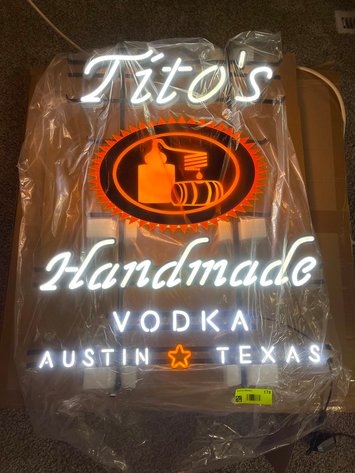 Tito's
Handmade
VODKA
AUSTIN ★ TEXAS